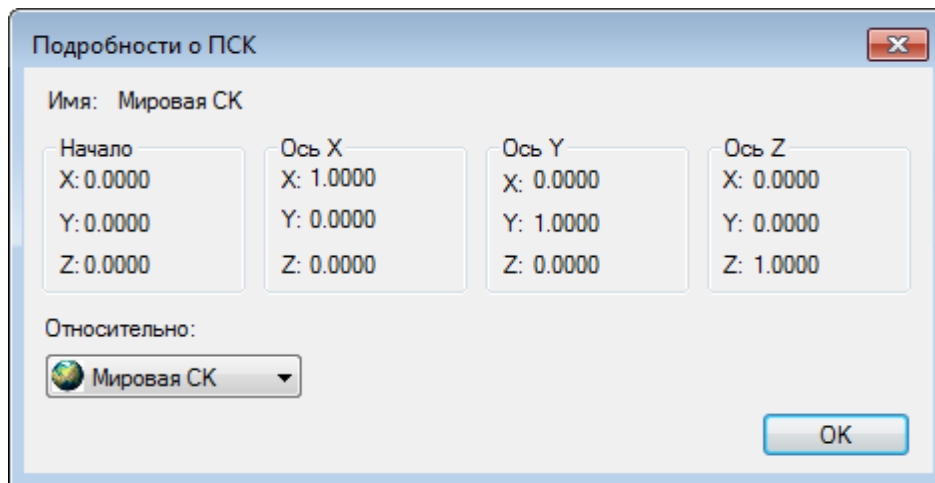 Подробности о ПСК
Имя: Мировая СК
Начало
X: 0.0000
Y: 0.0000
Z: 0.0000
Ось X
X: 1.0000
Y: 0.0000
Z: 0.0000
Ось Y
X: 0.0000
Y: 1.0000
Z: 0.0000
Ось Z
X: 0.0000
Y: 0.0000
Z: 1.0000
Относительно:
Мировая СК
OK